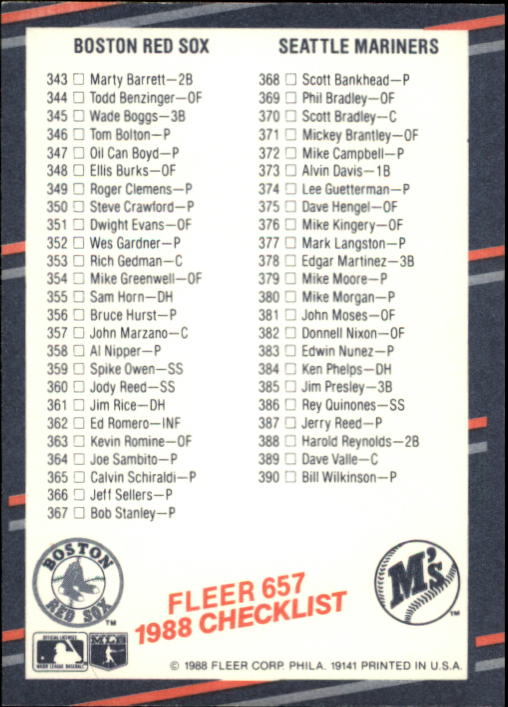 BOSTON RED SOX
343 Marty Barrett—2B
344 Todd Benzinger—OF
345 Wade Boggs—3B
346 Tom Bolton—P
347 Oil Can Boyd—P
348 Ellis Burks—OF
349 Roger Clemens—P
350 Steve Crawford—P
351 Dwight Evans—OF
352 Wes Gardner—P
353 Rich Gedman—C
354 Mike Greenwell—OF
355 Sam Horn—DH
356 Bruce Hurst—P
357 John Marzano—C
358 Al Nipper—P
359 Spike Owen—SS
360 Jody Reed—SS
361 Jim Rice—DH
362 Ed Romero—INF
363 Kevin Romine—OF
364 Joe Sambito—P
365 Calvin Schiraldi—P
366 Jeff Sellers—P
367 Bob Stanley—P
SEATTLE MARINERS
368 Scott Bankhead—P
369 Phil Bradley—OF
370 Scott Bradley—C
371 Mickey Brantley—OF
372 Mike Campbell—P
373 Alvin Davis—1B
374 Lee Guetterman—P
375 Dave Hengel—OF
376 Mike Kingery—OF
377 Mark Langston—P
378 Edgar Martinez—3B
379 Mike Moore—P
380 Mike Morgan—P
381 John Moses—OF
382 Donnell Nixon—OF
383 Edwin Nunez—P
384 Ken Phelps—DH
385 Jim Presley—3B
386 Rey Quinones—SS
387 Jerry Reed—P
388 Harold Reynolds—2B
389 Dave Valle—C
390 Bill Wilkinson—P
BOSTON
RED SOX
TM
FLEER 657
1988 CHECKLIST
M's
TM
OFFICIAL LICENSEE
MAJOR LEAGUE BASEBALL
MLB
© 1988 FLEER CORP. PHILA. 19141 PRINTED IN U.S.A.